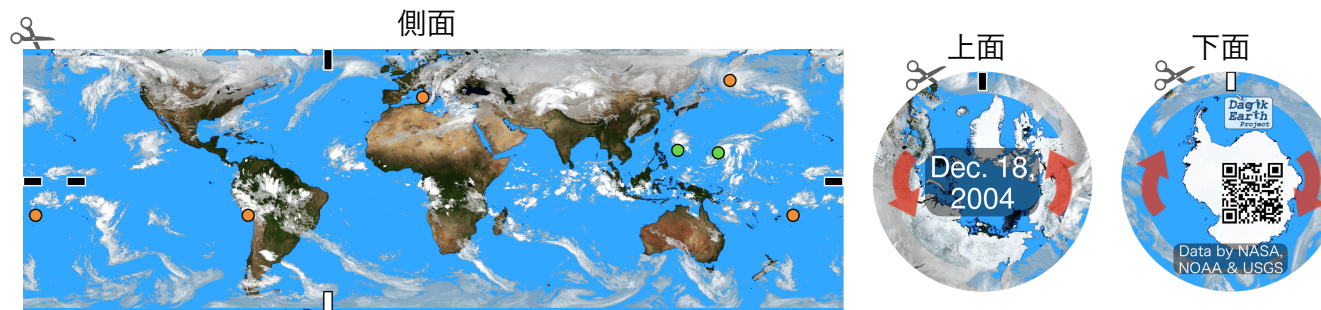 側面
上面
下面
Dec. 18,
2004
Dagik
Earth
Project
Data by NASA,
NOAA & USGS